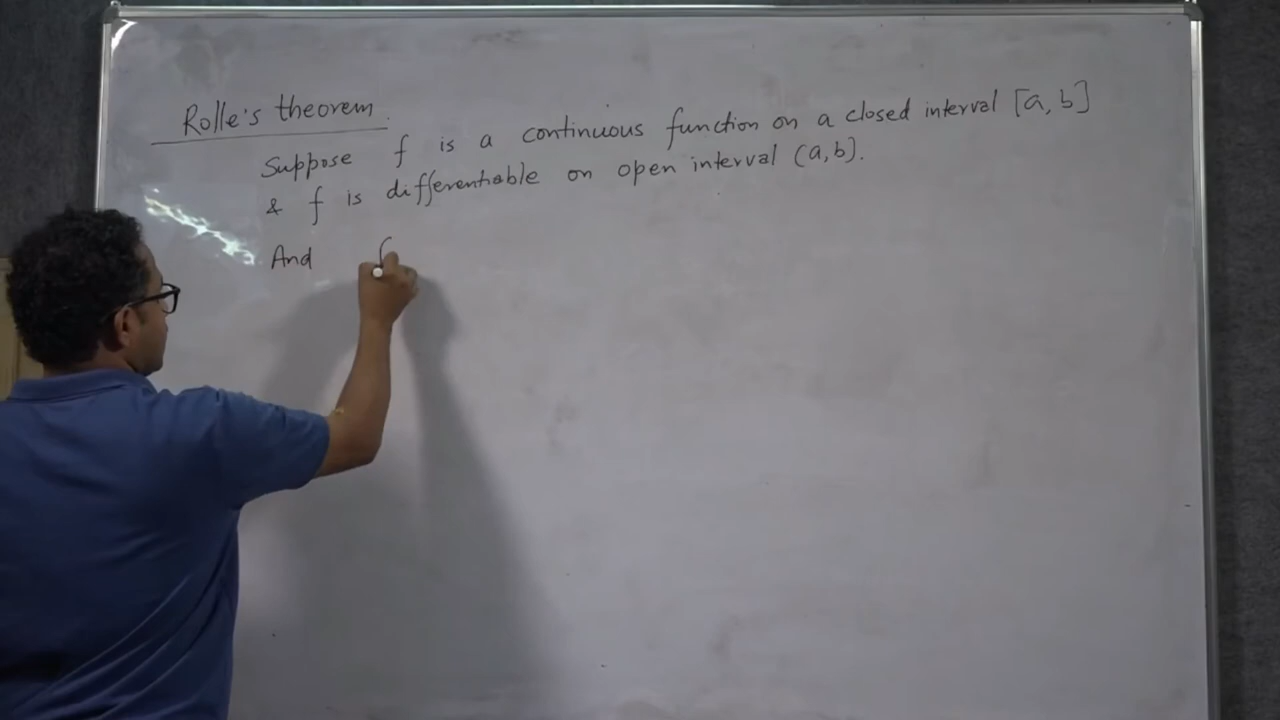 Rolle's theorem.
Suppose f is a continuous function on a closed interval [a, b]
& f is differentiable on open interval (a, b).
And f